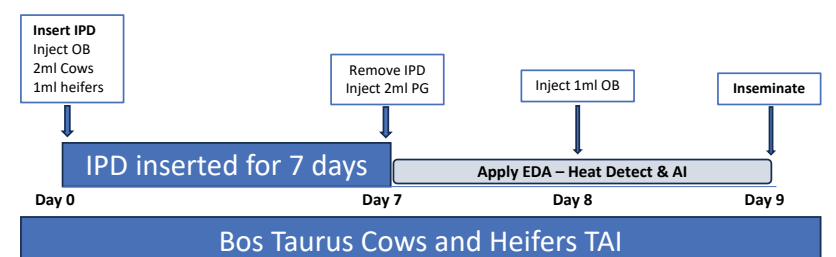 Insert IPD
Inject OB
2ml Cows
1ml heifers
Remove IPD
Inject 2ml PG
Inject 1ml OB
Inseminate
IPD inserted for 7 days
Apply EDA – Heat Detect & AI
Day 0
Day 7
Day 8
Day 9
Bos Taurus Cows and Heifers TAI